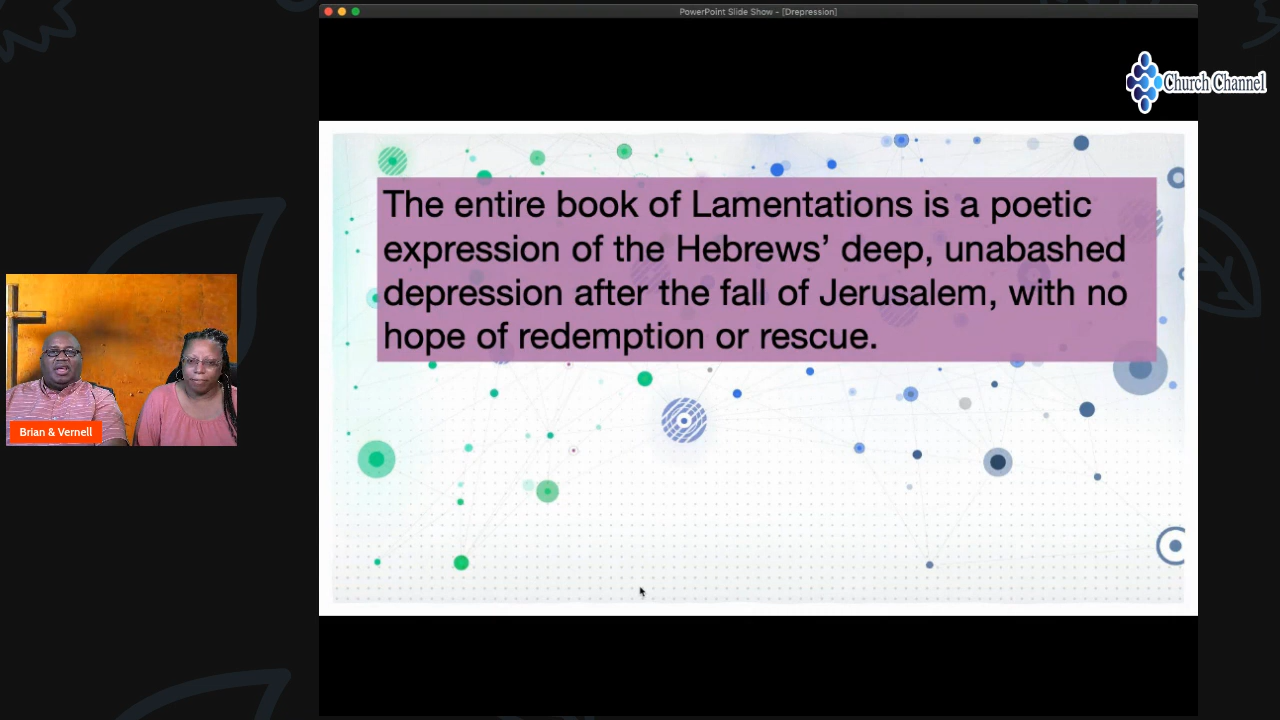 PowerPoint Slide Show - [Drepression]
Church Channel
The entire book of Lamentations is a poetic
expression of the Hebrews’ deep, unabashed
depression after the fall of Jerusalem, with no
hope of redemption or rescue.
Brian & Vernell